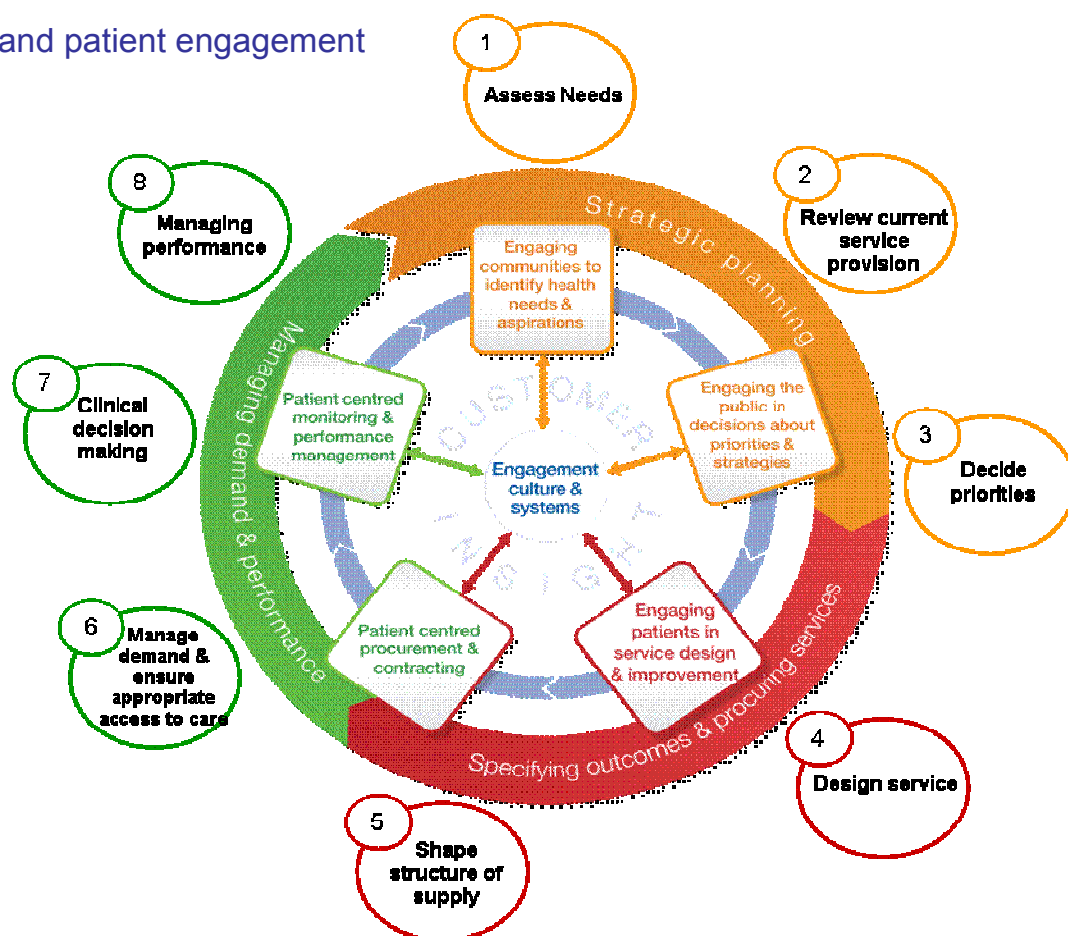 and patient engagement
1
Assess Needs
2
Review current
service
provision
3
Decide
priorities
4
Design service
5
Shape
structure of
supply
6
Manage
demand &
ensure
appropriate
access to care
7
Clinical
decision
making
8
Managing
performance
Strategic planning
Specifying outcomes & procuring services
Managing demand & performance
Engaging
communities to
identify health
needs &
aspirations
Engaging the
public in
decisions about
priorities &
strategies
Engaging
patients in
service design
& improvement
Patient centred
procurement &
contracting
Patient centred
monitoring &
performance
management
CUSTOMER
INSIGHT
Engagement
culture &
systems